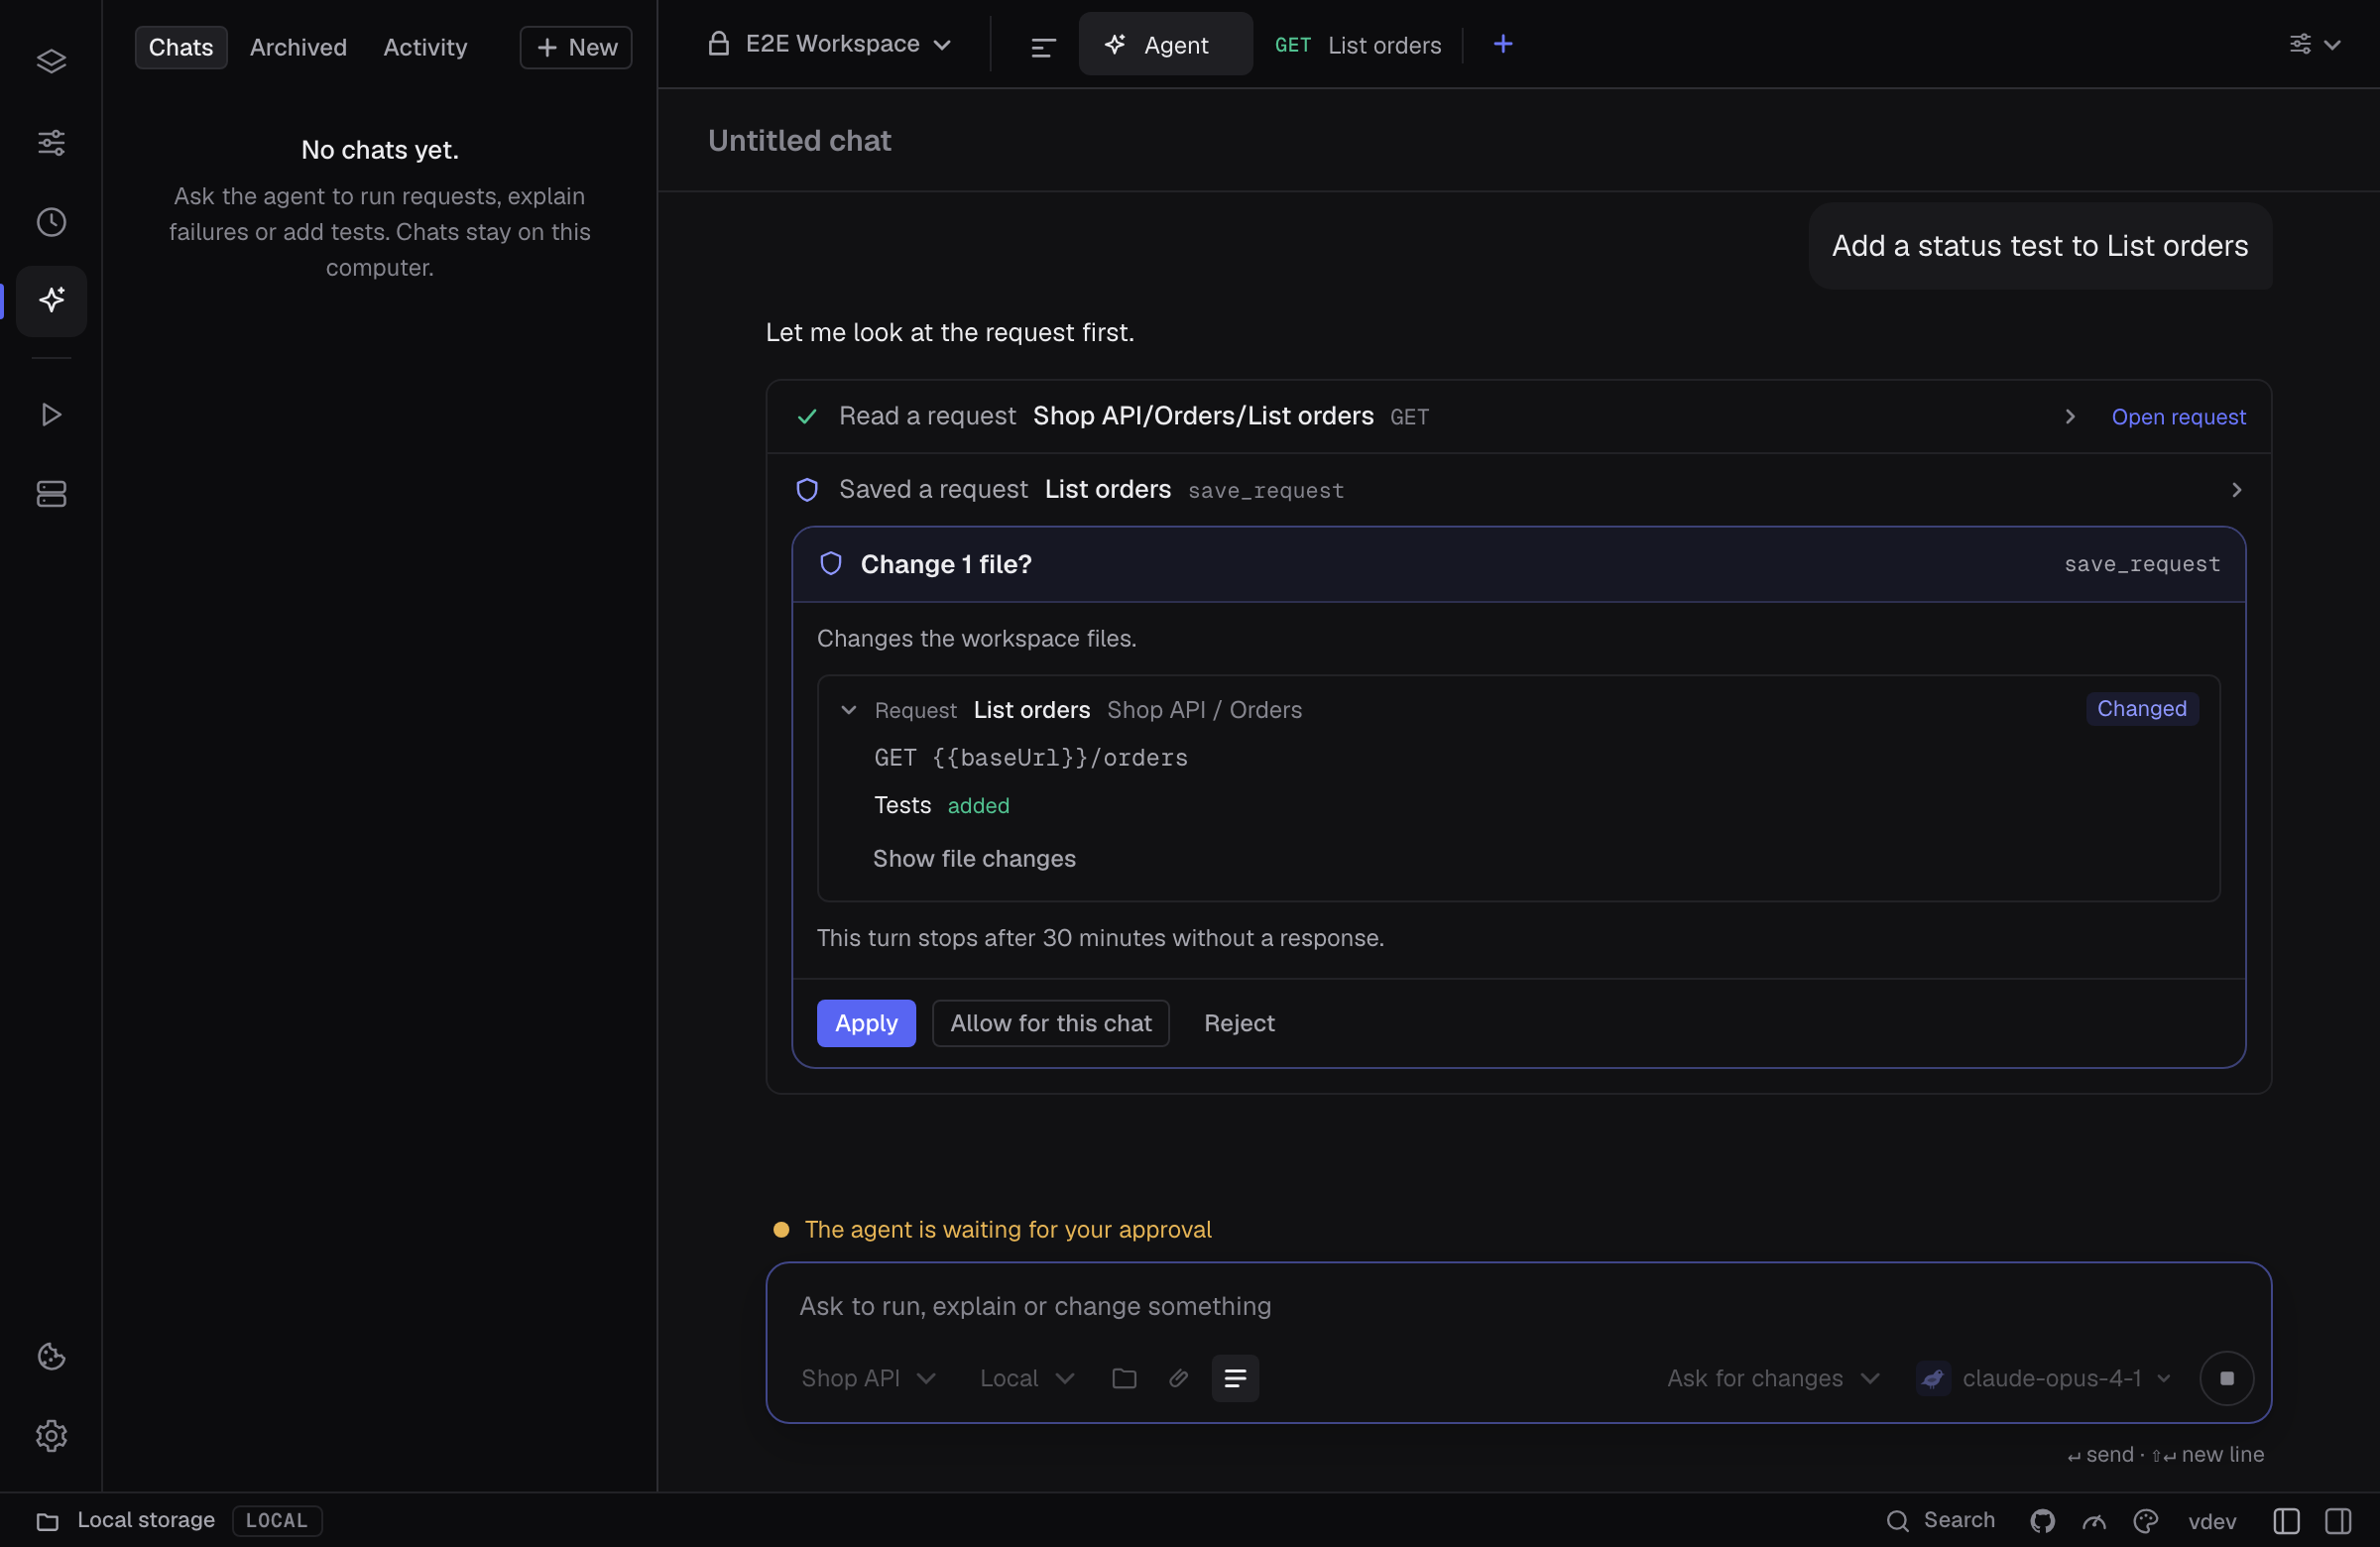 Chats Archived Activity + New
No chats yet.
Ask the agent to run requests, explain
failures or add tests. Chats stay on this
computer.
E2E Workspace
Agent
GET List orders
Untitled chat
Add a status test to List orders
Let me look at the request first.
Read a request Shop API/Orders/List orders GET Open request
Saved a request List orders save_request
Change 1 file? save_request
Changes the workspace files.
Request List orders Shop API / Orders Changed
GET {{baseUrl}}/orders
Tests added
Show file changes
This turn stops after 30 minutes without a response.
Apply Allow for this chat Reject
The agent is waiting for your approval
Ask to run, explain or change something
Shop API Local Ask for changes claude-opus-4-1
↵ send · ⇧↵ new line
Local storage LOCAL Search vdev